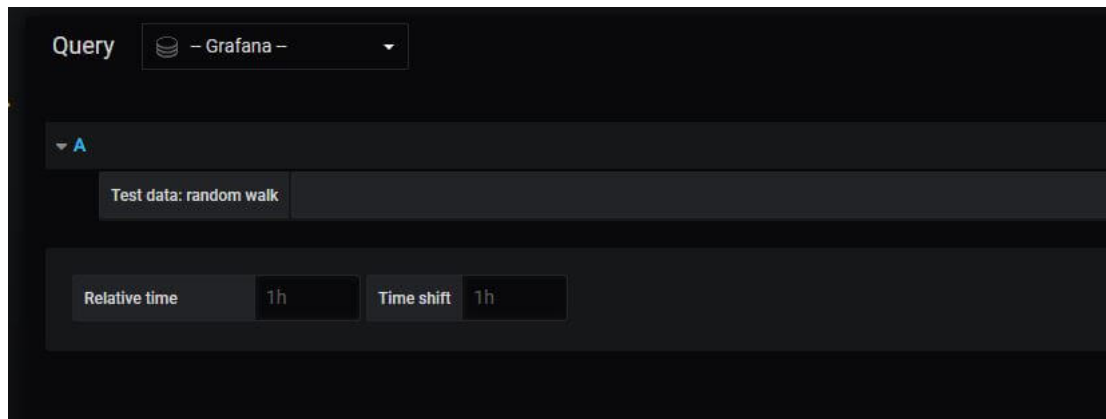 Query -- Grafana --
A
Test data: random walk
Relative time 1h Time shift 1h